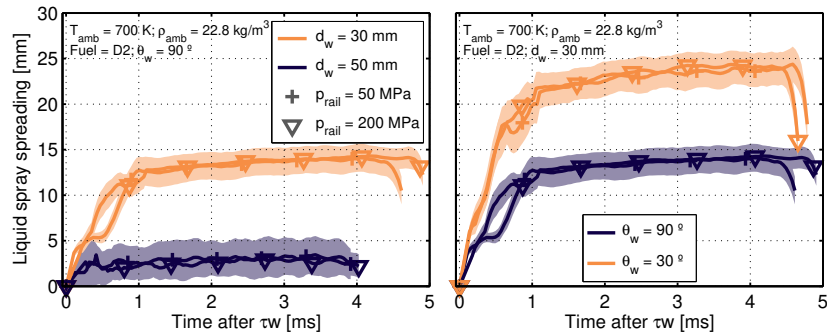 T_amb = 700 K; ρ_amb = 22.8 kg/m³
Fuel = D2; θ_w = 90 º
d_w = 30 mm
d_w = 50 mm
p_rail = 50 MPa
p_rail = 200 MPa
Liquid spray spreading [mm]
30
25
20
15
10
5
0
0 1 2 3 4 5
Time after τw [ms]
T_amb = 700 K; ρ_amb = 22.8 kg/m³
Fuel = D2; d_w = 30 mm
θ_w = 90 º
θ_w = 30 º
0 1 2 3 4 5
Time after τw [ms]